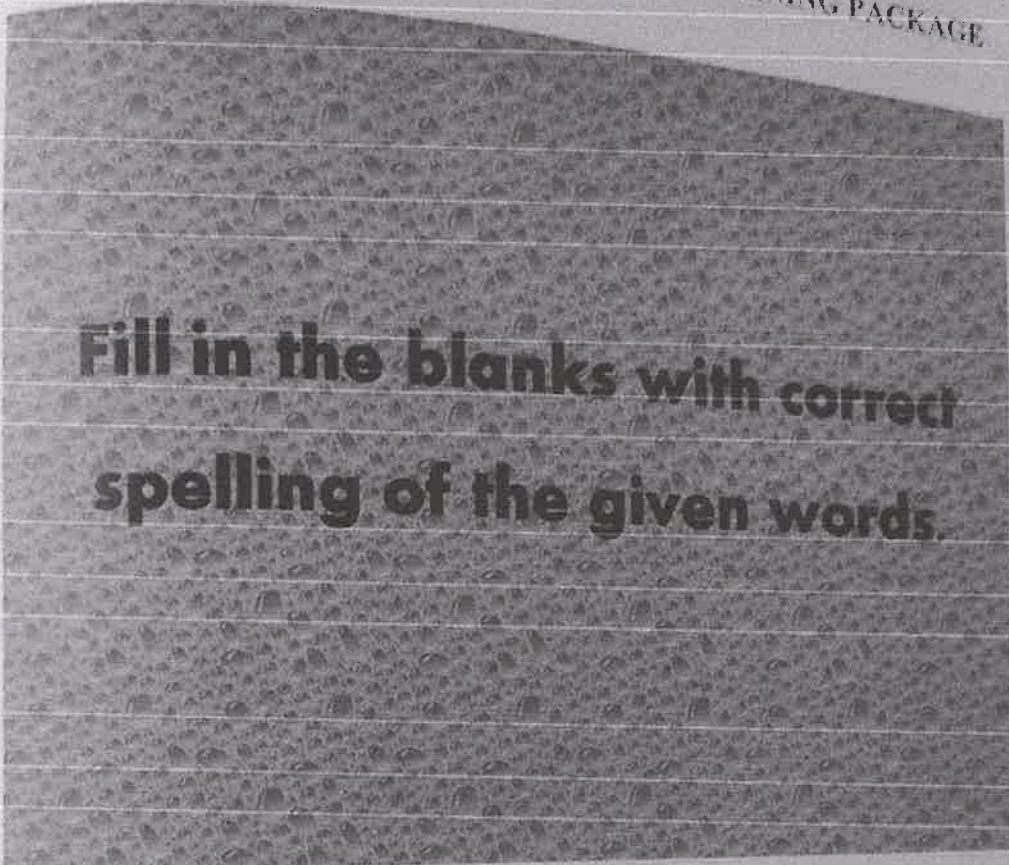 PACKAGE
Fill in the blanks with correct
spelling of the given words.